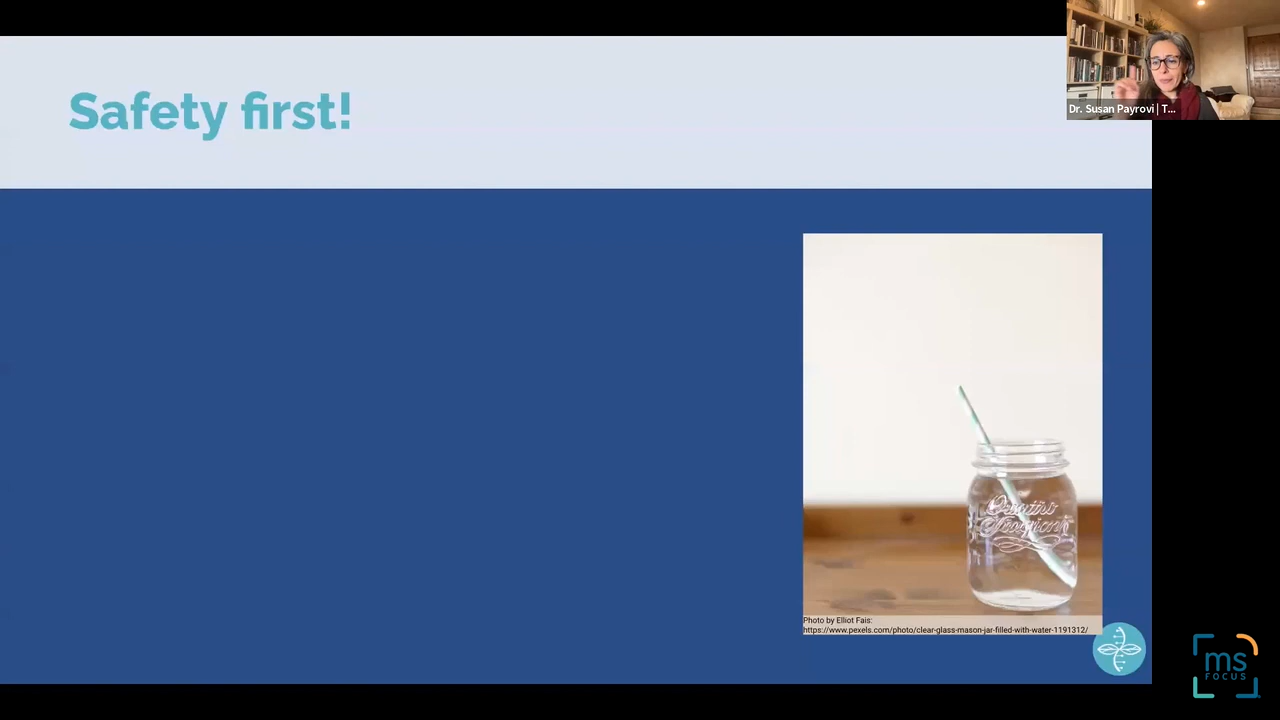 Safety first!
Dr. Susan Payrovi | T...
Photo by Elliot Fais:
https://www.pexels.com/photo/clear-glass-mason-jar-filled-with-water-1191312/
ms
FOCUS